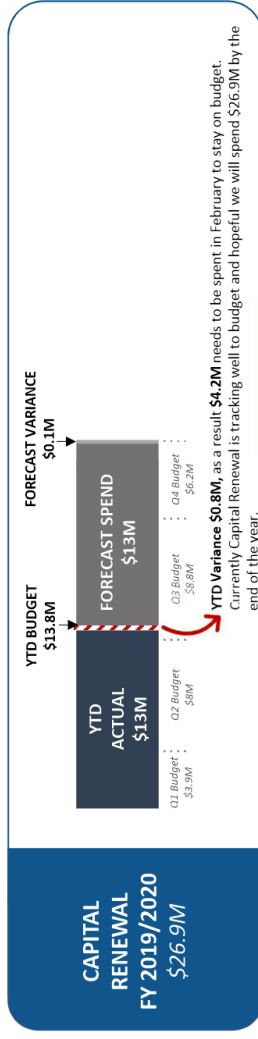 CAPITAL
RENEWAL
FY 2019/2020
$26.9M
YTD BUDGET
$13.8M
FORECAST VARIANCE
$0.1M
YTD
ACTUAL
$13M
FORECAST SPEND
$13M
Q1 Budget
$3.9M
Q2 Budget
$8M
Q3 Budget
$8.8M
Q4 Budget
$6.2M
YTD Variance $0.8M, as a result $4.2M needs to be spent in February to stay on budget.
Currently Capital Renewal is tracking well to budget and hopeful we will spend $26.9M by the
end of the year.